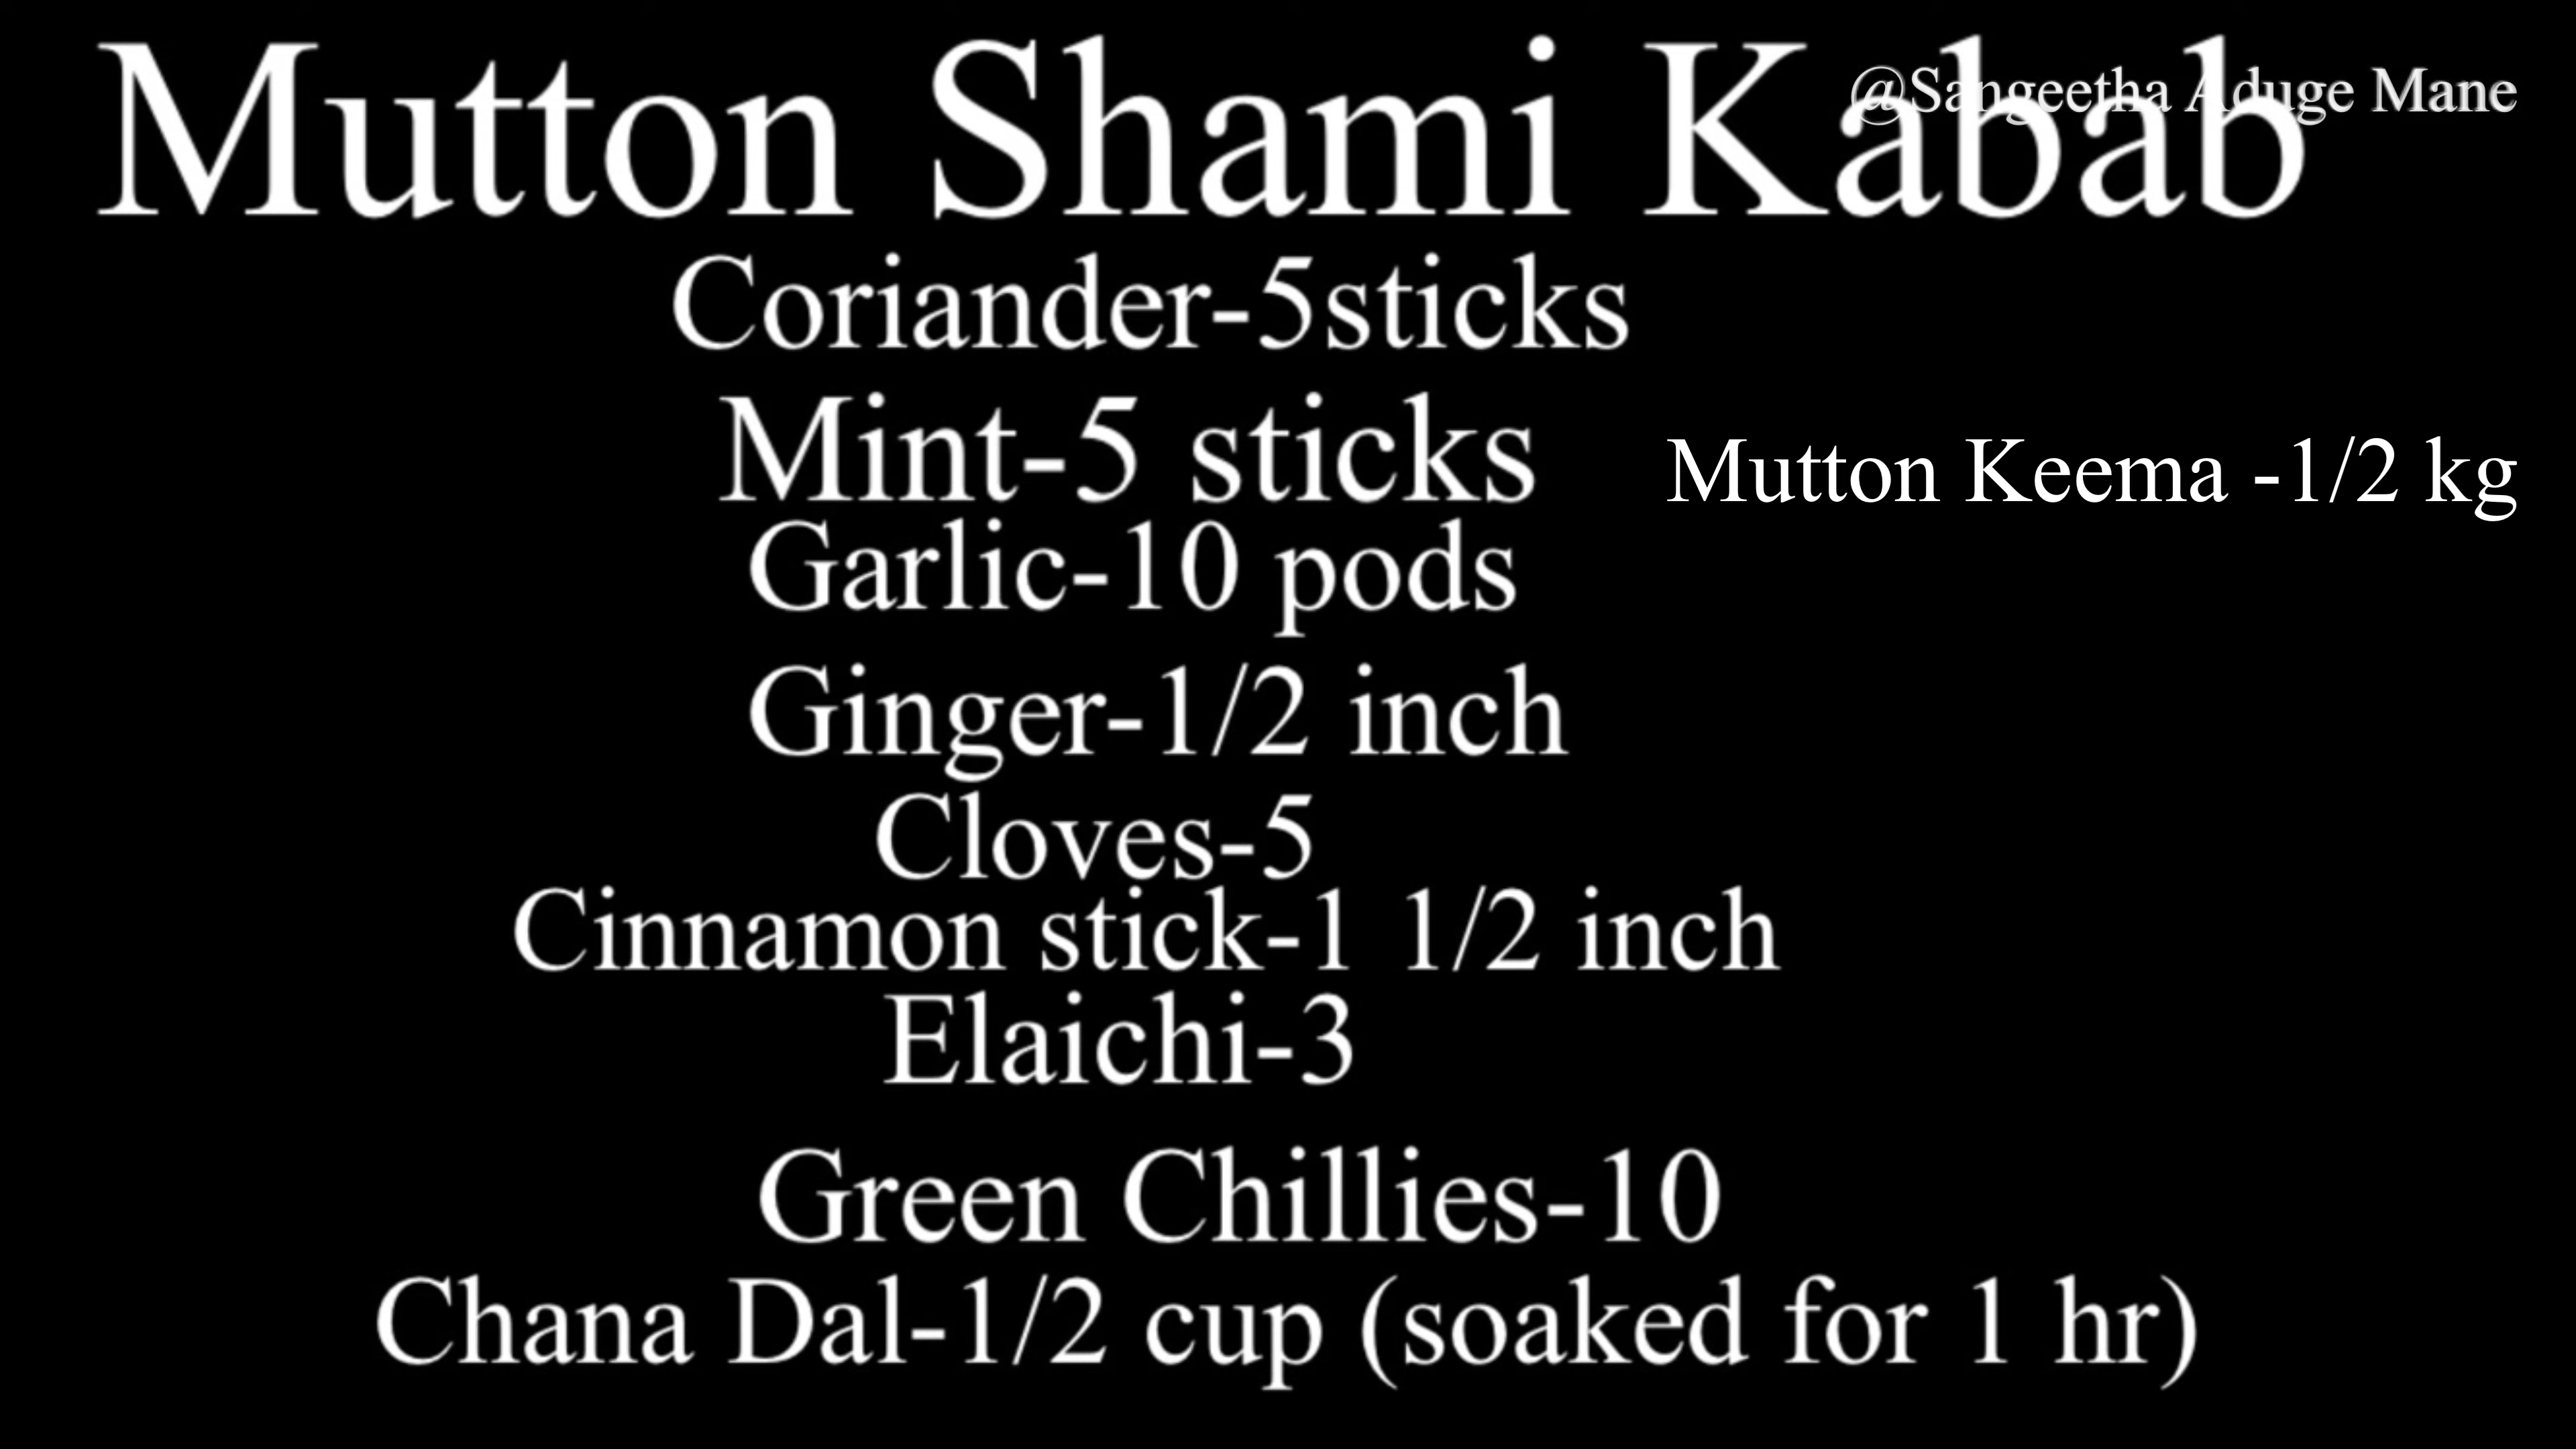 Mutton Shami Kabab
@Sangeetha Aduge Mane
Coriander-5sticks
Mint-5 sticks
Mutton Keema -1/2 kg
Garlic-10 pods
Ginger-1/2 inch
Cloves-5
Cinnamon stick-1 1/2 inch
Elaichi-3
Green Chillies-10
Chana Dal-1/2 cup (soaked for 1 hr)